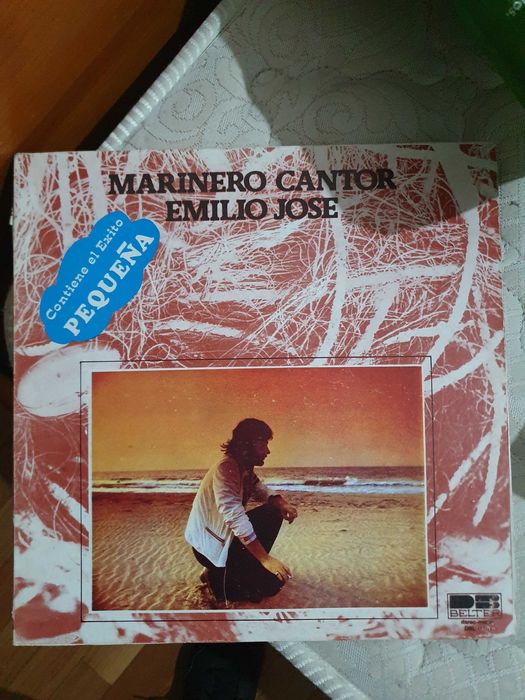 MARINERO CANTOR
EMILIO JOSE
Contiene el Exito
PEQUEÑA
BELTER